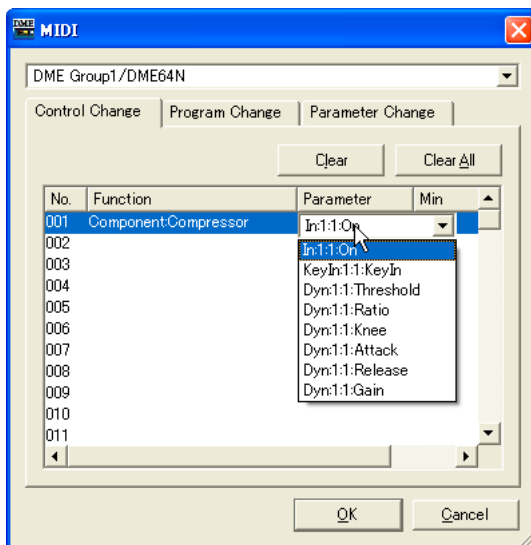 DME
MIDI
DME Group1/DME64N
Control Change Program Change Parameter Change
Clear Clear All
No. Function Parameter Min
001 Component:Compressor In:1:1:On
002 In:1:1:On
003 KeyIn:1:1:KeyIn
004 Dyn:1:1:Threshold
005 Dyn:1:1:Ratio
006 Dyn:1:1:Knee
007 Dyn:1:1:Attack
008 Dyn:1:1:Release
009 Dyn:1:1:Gain
010
011
OK Cancel